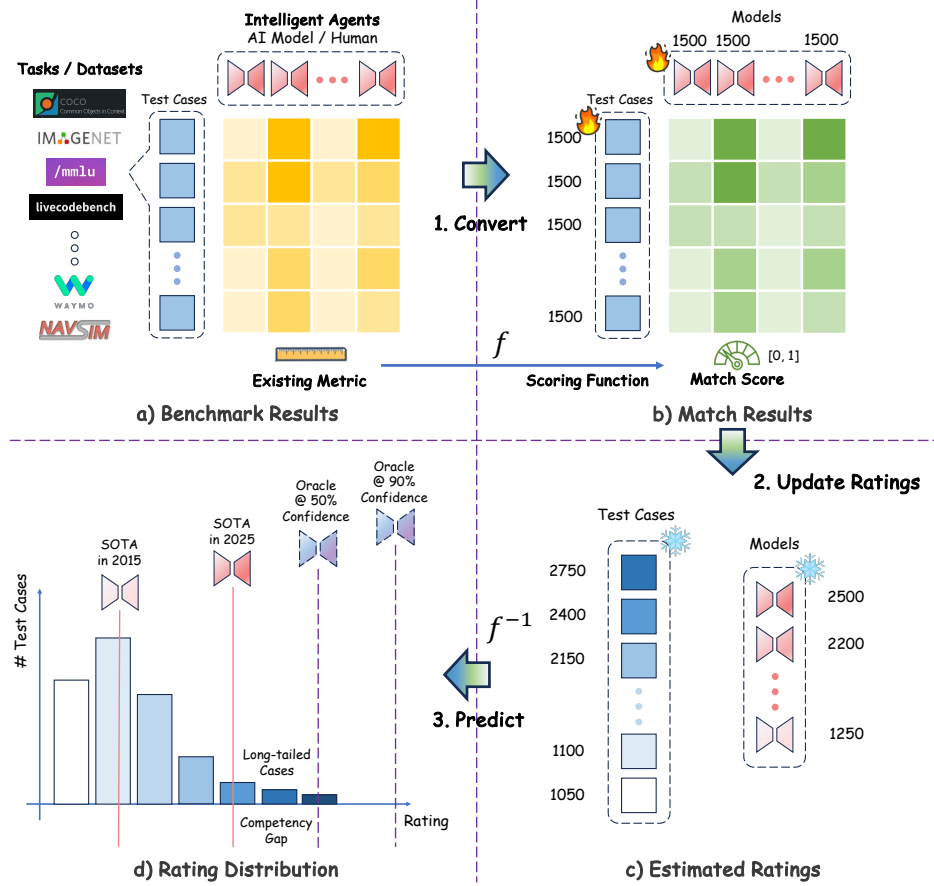 Intelligent Agents
AI Model / Human
Tasks / Datasets
COCO
Common Objects in Context
IMAGENET
/mmlu
livecodebench
WAYMO
NAVSIM
Test Cases
Existing Metric
a) Benchmark Results
1. Convert
f
Models
1500 1500 1500
Test Cases
1500
1500
1500
1500
Scoring Function
[0, 1]
Match Score
b) Match Results
2. Update Ratings
Test Cases
2750
2400
2150
1100
1050
Models
2500
2200
1250
c) Estimated Ratings
f⁻¹
3. Predict
Oracle
@ 50%
Confidence
Oracle
@ 90%
Confidence
SOTA
in 2015
SOTA
in 2025
# Test Cases
Long-tailed
Cases
Rating
Competency
Gap
d) Rating Distribution